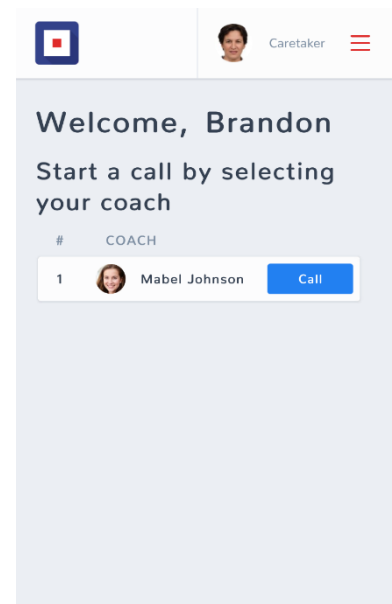 Caretaker
Welcome, Brandon
Start a call by selecting
your coach
# COACH
1 Mabel Johnson Call